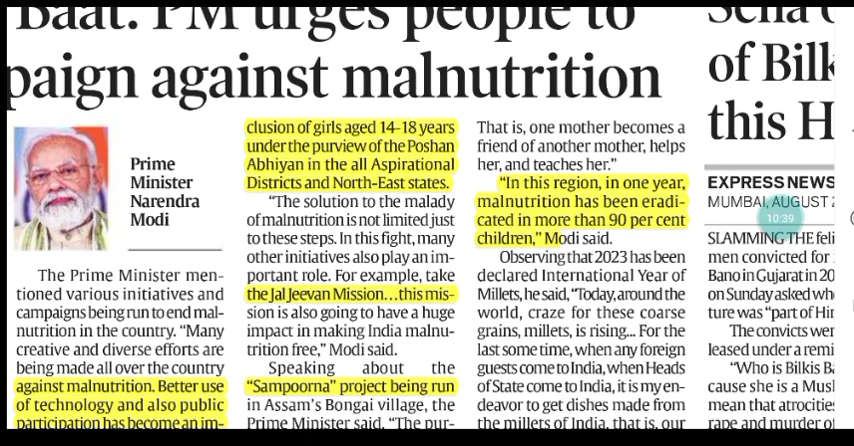 Baat: PM urges people to
paign against malnutrition
Prime
Minister
Narendra
Modi
The Prime Minister men-
tioned various initiatives and
campaigns being run to end mal-
nutrition in the country. “Many
creative and diverse efforts are
being made all over the country
against malnutrition. Better use
of technology and also public
participation has become an im-
clusion of girls aged 14-18 years
under the purview of the Poshan
Abhiyan in the all Aspirational
Districts and North-East states.
“The solution to the malady
of malnutrition is not limited just
to these steps. In this fight, many
other initiatives also play an im-
portant role. For example, take
the Jal Jeevan Mission...this mis-
sion is also going to have a huge
impact in making India malnu-
trition free,” Modi said.
Speaking about the
“Sampoorna” project being run
in Assam’s Bongai village, the
Prime Minister said. “The pur-
That is, one mother becomes a
friend of another mother, helps
her, and teaches her.”
“In this region, in one year,
malnutrition has been eradi-
cated in more than 90 per cent
children,” Modi said.
Observing that 2023 has been
declared International Year of
Millets, he said, “Today, around the
world, craze for these coarse
grains, millets, is rising... For the
last some time, when any foreign
guests come to India, when Heads
of State come to India, it is my en-
deavor to get dishes made from
the millets of India, that is, our
of Bilk
this H
EXPRESS NEWS
MUMBAI, AUGUST 2
10:39
SLAMMING THE feli
men convicted for
Bano in Gujarat in 20
on Sunday asked wh
ture was “part of Hin
The convicts wer
leased under a remi
“Who is Bilkis Ba
cause she is a Musl
mean that atrocities
rape and murder of